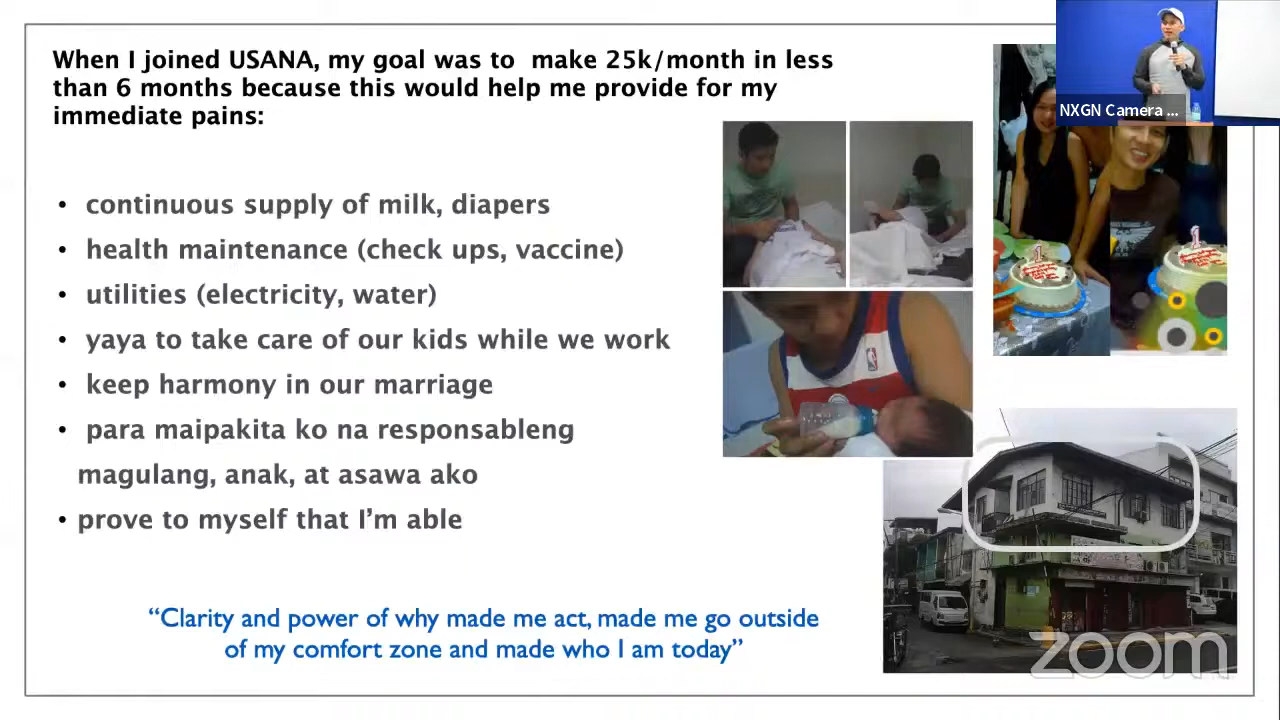 When I joined USANA, my goal was to make 25k/month in less
than 6 months because this would help me provide for my
immediate pains:
• continuous supply of milk, diapers
• health maintenance (check ups, vaccine)
• utilities (electricity, water)
• yaya to take care of our kids while we work
• keep harmony in our marriage
• para maipakita ko na responsableng
magulang, anak, at asawa ako
• prove to myself that I’m able
“Clarity and power of why made me act, made me go outside
of my comfort zone and made who I am today”
NXGN Camera ...
1
1
zoom